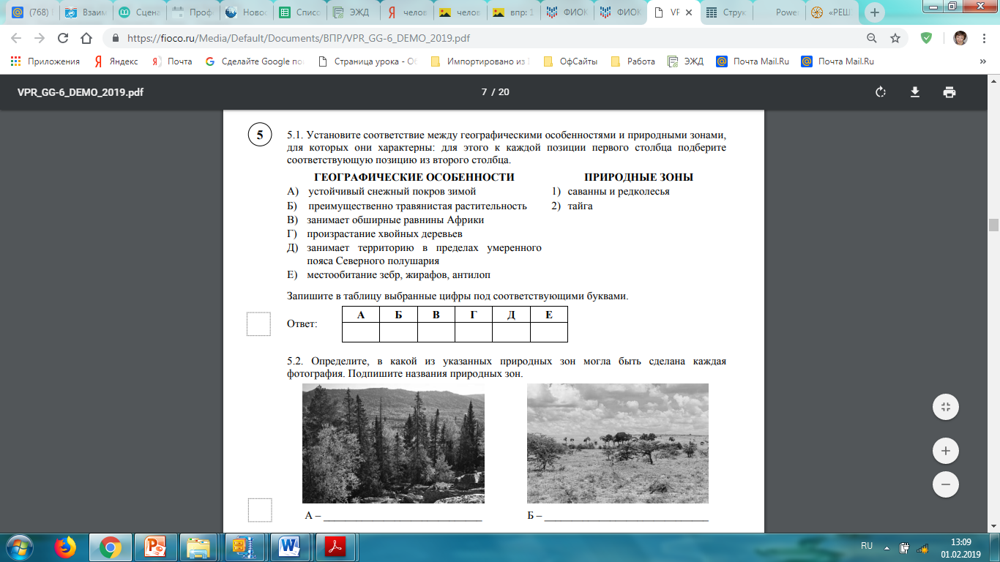 (768) Взаим Сцена Проф Новос Списо ЭЖД челов челов впр: 1 ФИОК ФИОК VP Струк Power «РЕШ
https://fioco.ru/Media/Default/Documents/ВПР/VPR_GG-6_DEMO_2019.pdf
Приложения Яндекс Почта Сделайте Google по Страница урока - Об Импортировано из I ОфСайты Работа ЭЖД Почта Mail.Ru Почта Mail.Ru »
VPR_GG-6_DEMO_2019.pdf 7 / 20
5 5.1. Установите соответствие между географическими особенностями и природными зонами,
для которых они характерны: для этого к каждой позиции первого столбца подберите
соответствующую позицию из второго столбца.
ГЕОГРАФИЧЕСКИЕ ОСОБЕННОСТИ ПРИРОДНЫЕ ЗОНЫ
А) устойчивый снежный покров зимой 1) саванны и редколесья
Б) преимущественно травянистая растительность 2) тайга
В) занимает обширные равнины Африки
Г) произрастание хвойных деревьев
Д) занимает территорию в пределах умеренного
пояса Северного полушария
Е) местообитание зебр, жирафов, антилоп
Запишите в таблицу выбранные цифры под соответствующими буквами.
А Б В Г Д Е
Ответ:
5.2. Определите, в какой из указанных природных зон могла быть сделана каждая
фотография. Подпишите названия природных зон.
А – ____________________________ Б – ____________________________
RU 13:09
01.02.2019